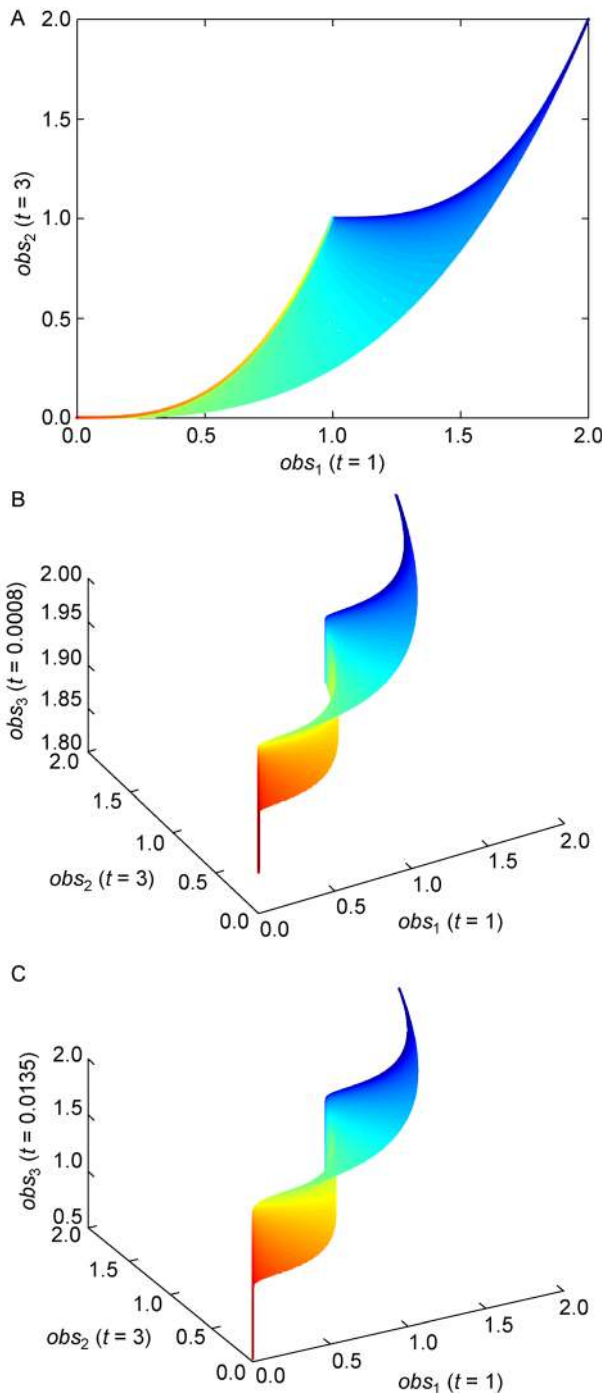 A
2.0
1.5
1.0
0.5
0.0
obs₂ (t = 3)
0.0 0.5 1.0 1.5 2.0
obs₁ (t = 1)
B
2.00
1.95
1.90
1.85
1.80
obs₃ (t = 0.0008)
2.0
1.5
1.0
0.5
0.0
obs₂ (t = 3)
0.0
0.5
1.0
1.5
2.0
obs₁ (t = 1)
C
2.0
1.5
1.0
0.5
obs₃ (t = 0.0135)
2.0
1.5
1.0
0.5
0.0
obs₂ (t = 3)
0.0
0.5
1.0
1.5
2.0
obs₁ (t = 1)